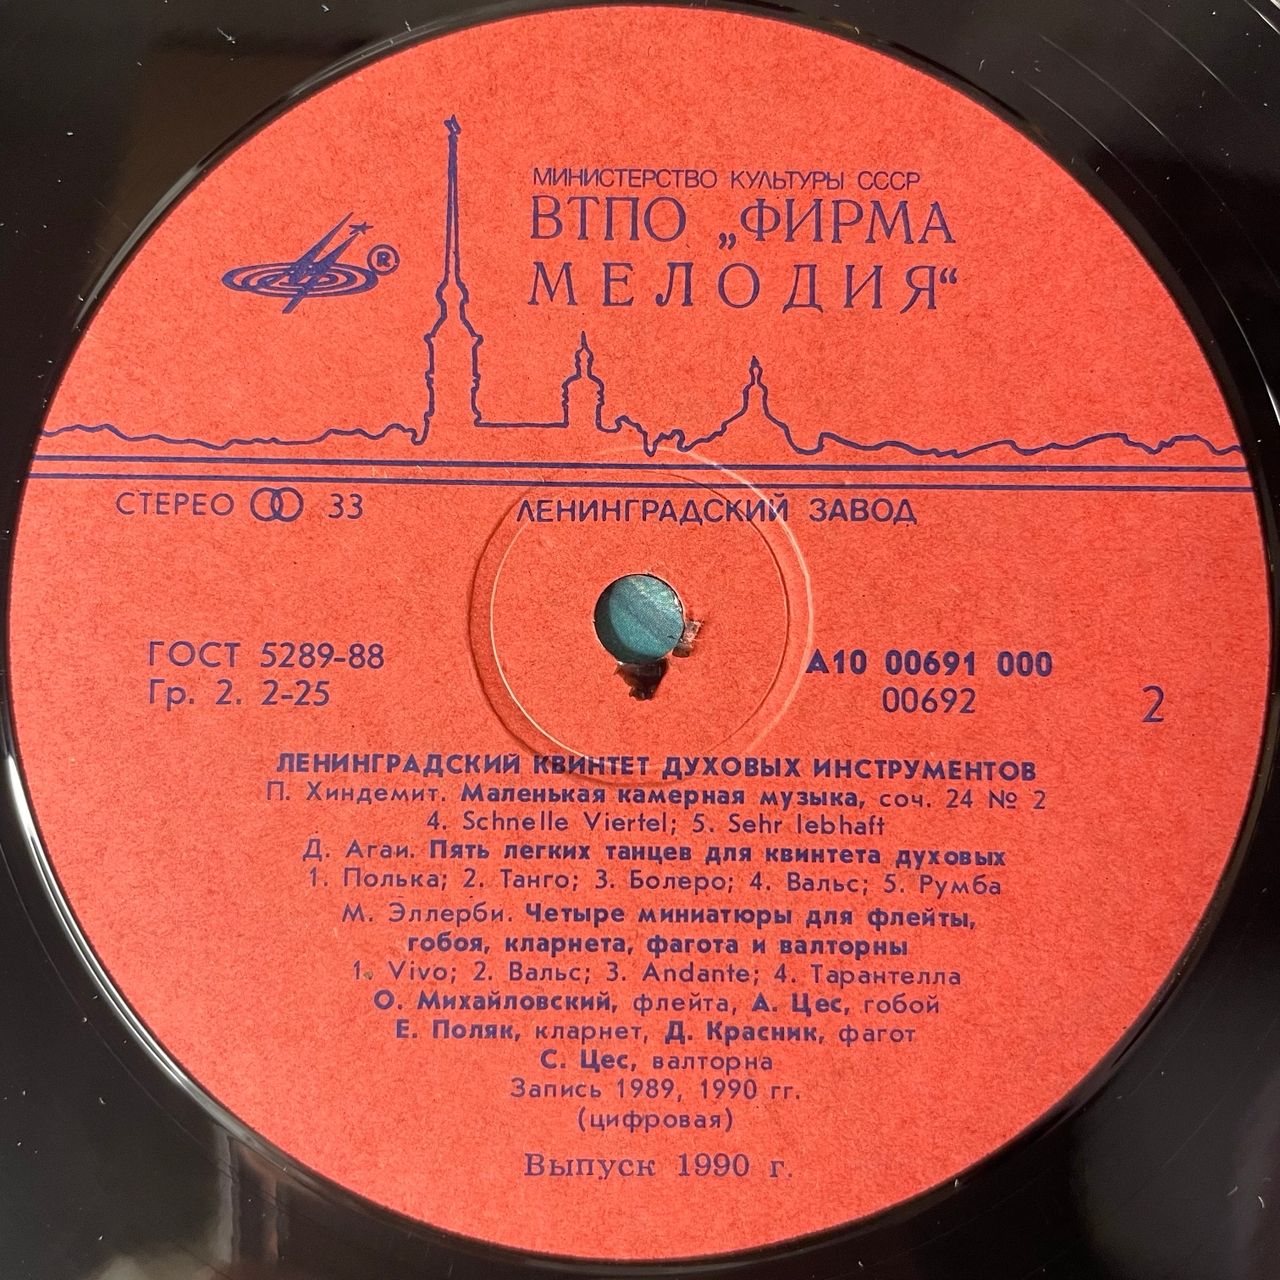 МИНИСТЕРСТВО КУЛЬТУРЫ СССР
ВТПО „ФИРМА
МЕЛОДИЯ“
®
СТЕРЕО 33
ЛЕНИНГРАДСКИЙ ЗАВОД
ГОСТ 5289-88
Гр. 2. 2-25
А10 00691 000
00692
2
ЛЕНИНГРАДСКИЙ КВИНТЕТ ДУХОВЫХ ИНСТРУМЕНТОВ
П. Хиндемит. Маленькая камерная музыка, соч. 24 № 2
4. Schnelle Viertel; 5. Sehr lebhaft
Д. Агаи. Пять легких танцев для квинтета духовых
1. Полька; 2. Танго; 3. Болеро; 4. Вальс; 5. Румба
М. Эллерби. Четыре миниатюры для флейты,
гобоя, кларнета, фагота и валторны
1. Vivo; 2. Вальс; 3. Andante; 4. Тарантелла
О. Михайловский, флейта, А. Цес, гобой
Е. Поляк, кларнет, Д. Красник, фагот
С. Цес, валторна
Запись 1989, 1990 гг.
(цифровая)
Выпуск 1990 г.